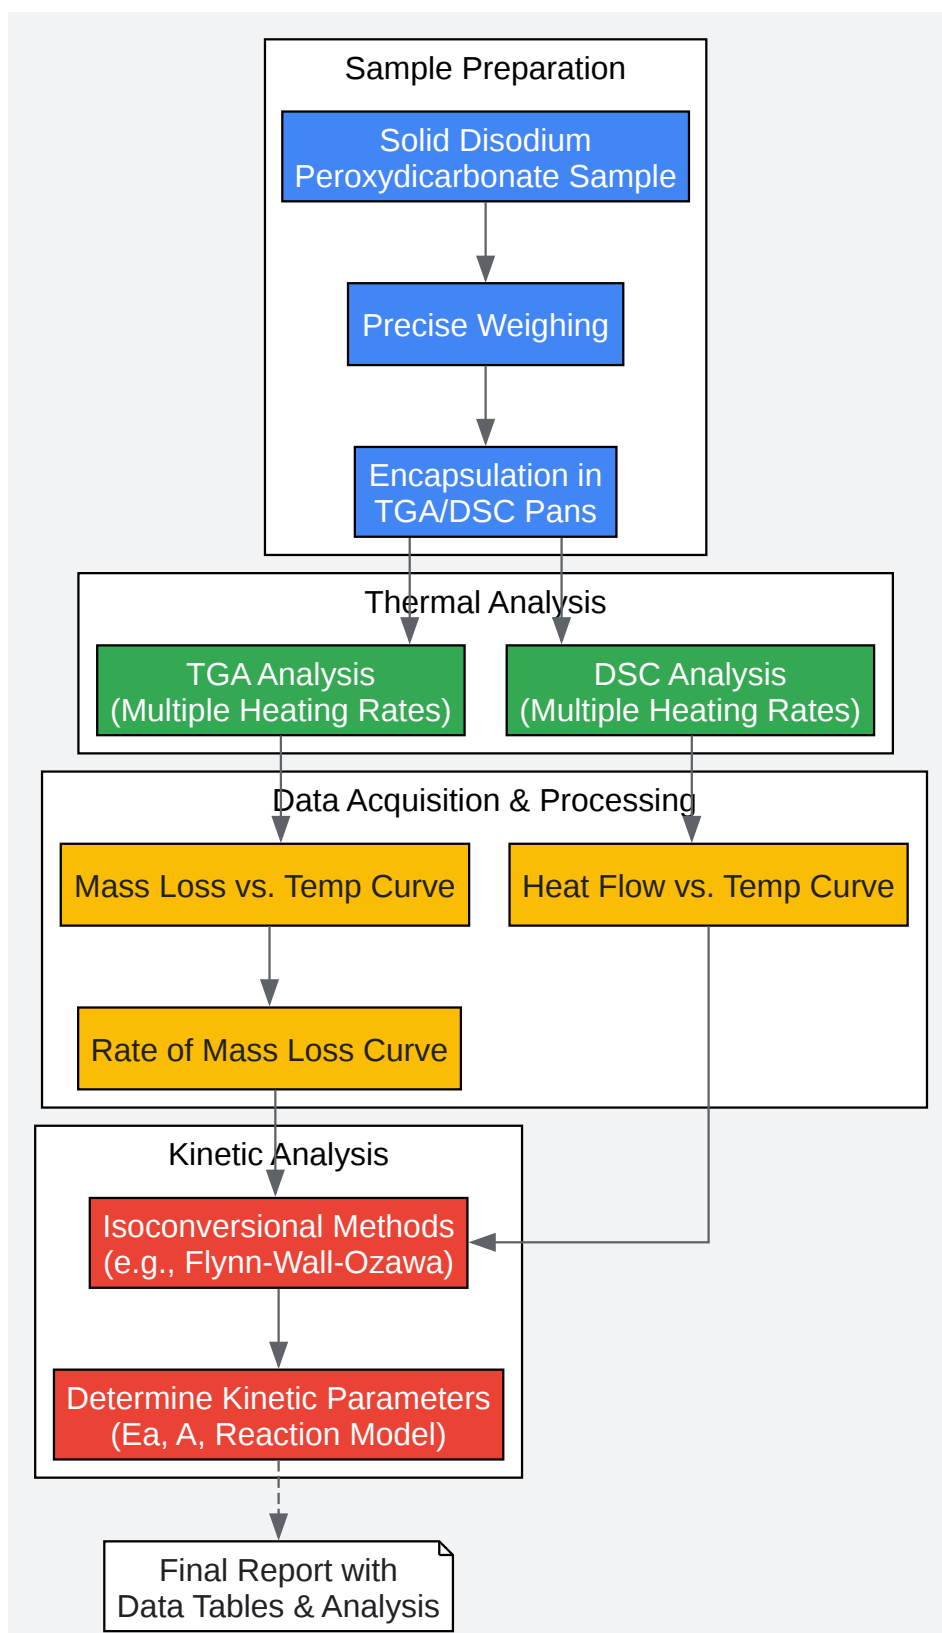 Sample Preparation
Solid Disodium
Peroxydicarbonate Sample
Precise Weighing
Encapsulation in
TGA/DSC Pans
Thermal Analysis
TGA Analysis
(Multiple Heating Rates)
DSC Analysis
(Multiple Heating Rates)
Data Acquisition & Processing
Mass Loss vs. Temp Curve
Heat Flow vs. Temp Curve
Rate of Mass Loss Curve
Kinetic Analysis
Isoconversional Methods
(e.g., Flynn-Wall-Ozawa)
Determine Kinetic Parameters
(Ea, A, Reaction Model)
Final Report with
Data Tables & Analysis